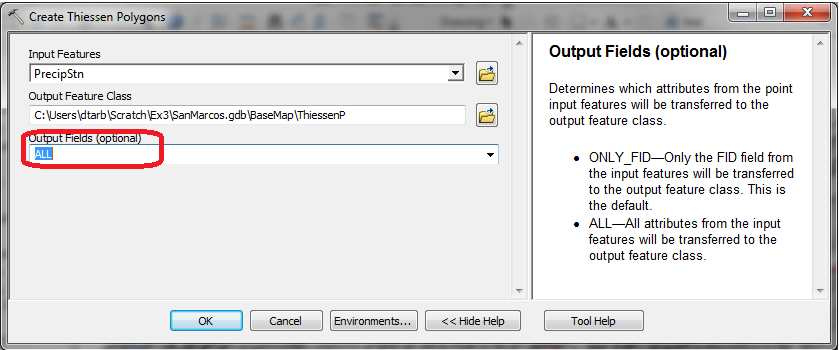 Create Thiessen Polygons
Input Features
PrecipStn
Output Feature Class
C:\Users\dtarb\Scratch\Ex3\SanMarcos.gdb\BaseMap\ThiessenP
Output Fields (optional)
ALL
OK
Cancel
Environments...
<< Hide Help
Tool Help
Output Fields (optional)
Determines which attributes from the point
input features will be transferred to the
output feature class.
• ONLY_FID—Only the FID field from
the input features will be transferred
to the output feature class. This is
the default.
• ALL—All attributes from the input
features will be transferred to the
output feature class.